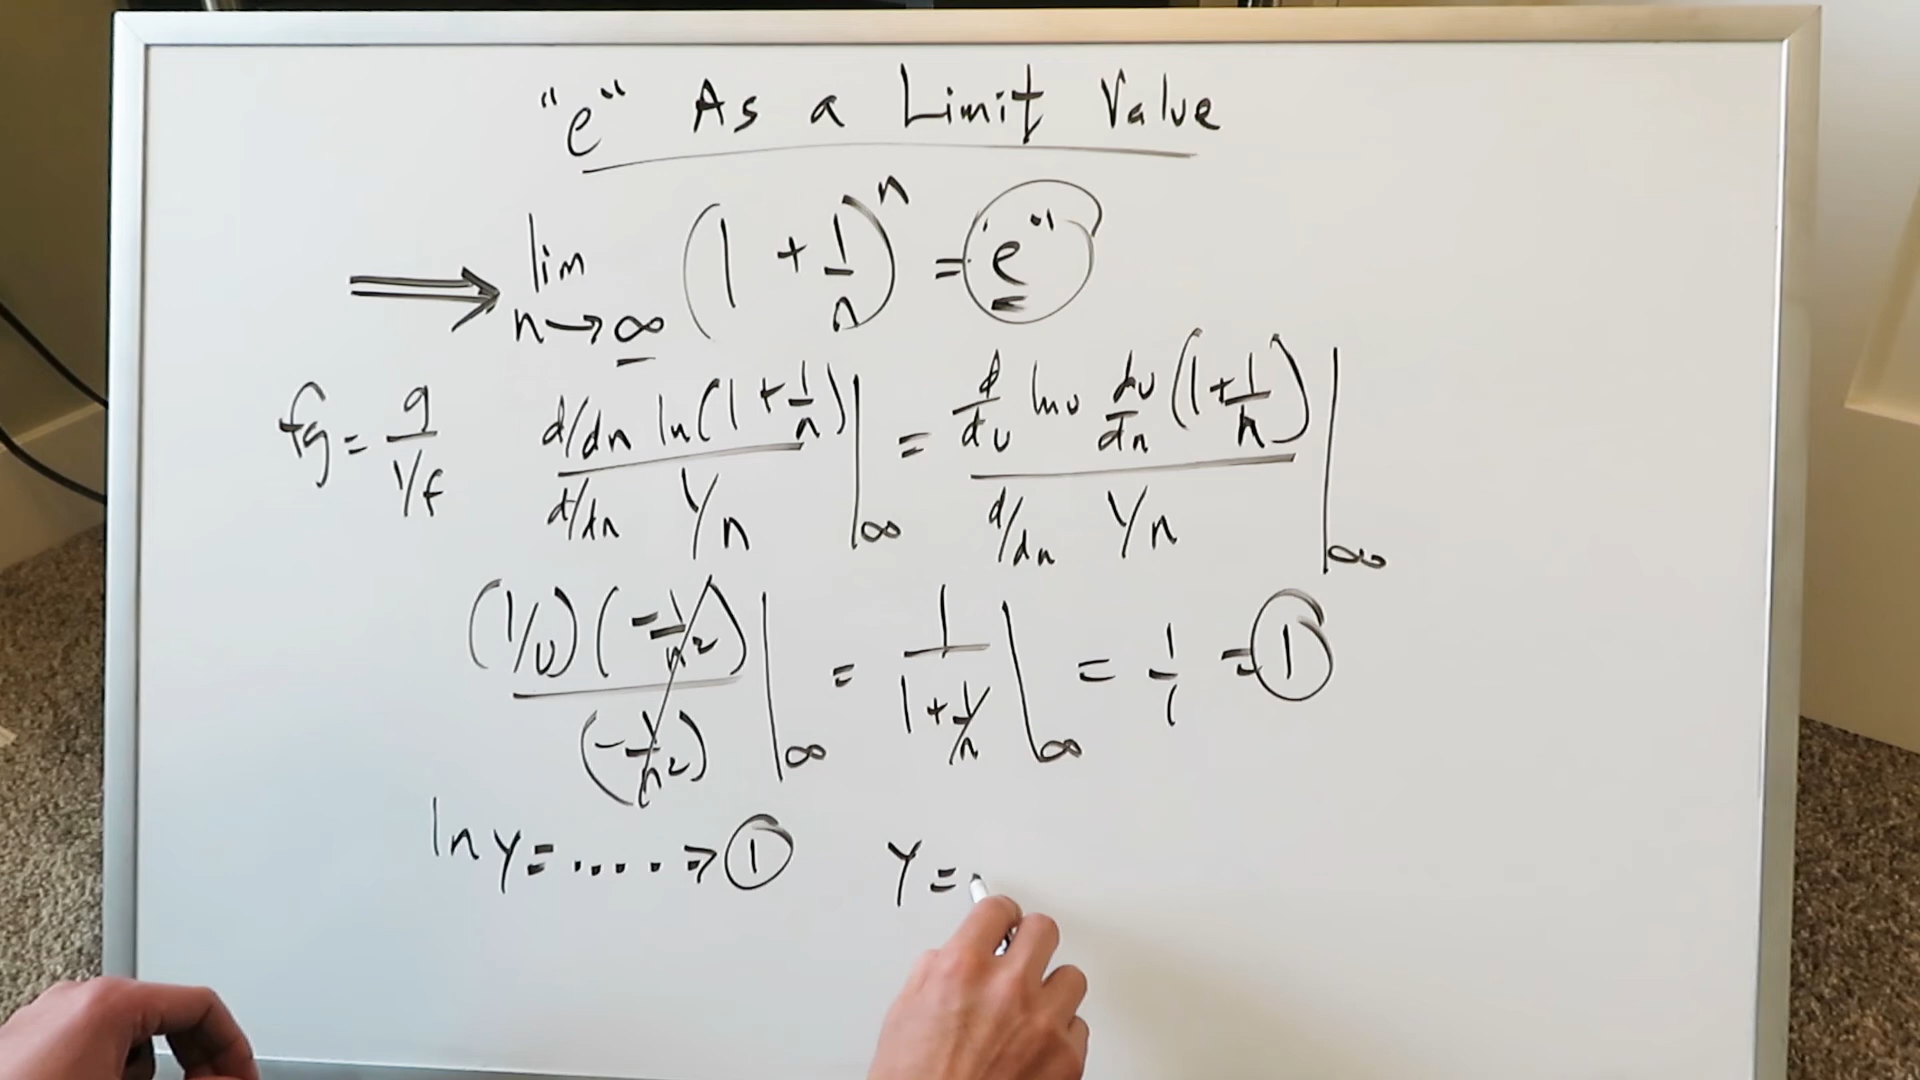 "e" As a Limit Value
lim n→∞ (1 + 1/n)^n = "e"
fg = g / 1/f   d/dn ln(1 + 1/n) / d/dn 1/n |∞ = d/du ln u du/dn (1 + 1/n) / d/dn 1/n |∞
(1/u)(-1/n²) / (-1/n²) |∞ = 1 / 1 + 1/n |∞ = 1/1 = 1
ln y = ..... ⇒ 1   y =